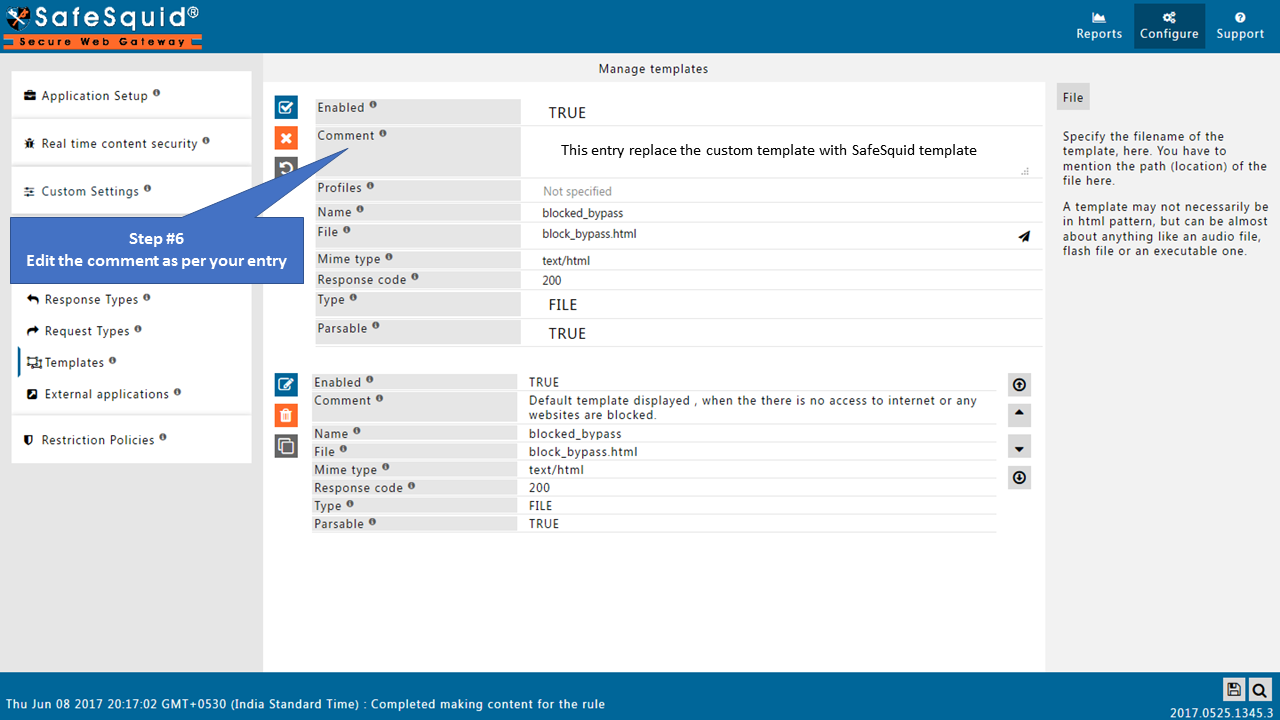 SafeSquid®
Secure Web Gateway
Reports
Configure
Support
Manage templates
Application Setup
Real time content security
Custom Settings
Step #6
Edit the comment as per your entry
Response Types
Request Types
Templates
External applications
Restriction Policies
Enabled TRUE
Comment This entry replace the custom template with SafeSquid template
Profiles Not specified
Name blocked_bypass
File block_bypass.html
Mime type text/html
Response code 200
Type FILE
Parsable TRUE
Enabled TRUE
Comment Default template displayed , when the there is no access to internet or any
websites are blocked.
Name blocked_bypass
File block_bypass.html
Mime type text/html
Response code 200
Type FILE
Parsable TRUE
File
Specify the filename of the
template, here. You have to
mention the path (location) of the
file here.
A template may not necessarily be
in html pattern, but can be almost
about anything like an audio file,
flash file or an executable one.
Thu Jun 08 2017 20:17:02 GMT+0530 (India Standard Time) : Completed making content for the rule
2017.0525.1345.3